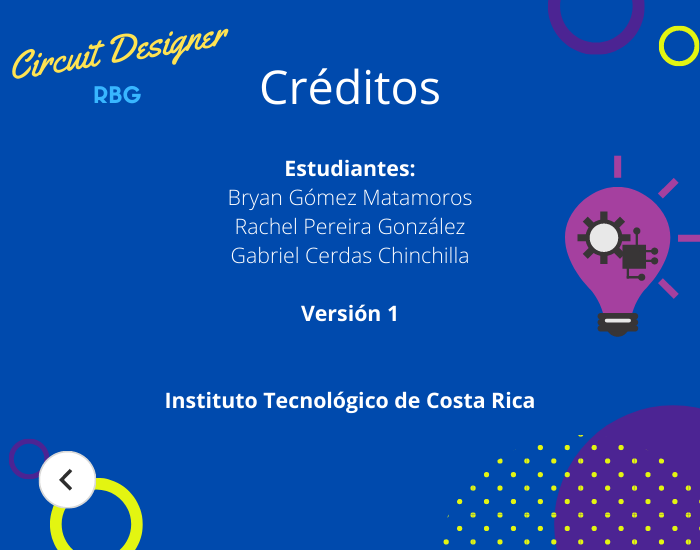 Circuit Designer
RBG
Créditos
Estudiantes:
Bryan Gómez Matamoros
Rachel Pereira González
Gabriel Cerdas Chinchilla
Versión 1
Instituto Tecnológico de Costa Rica